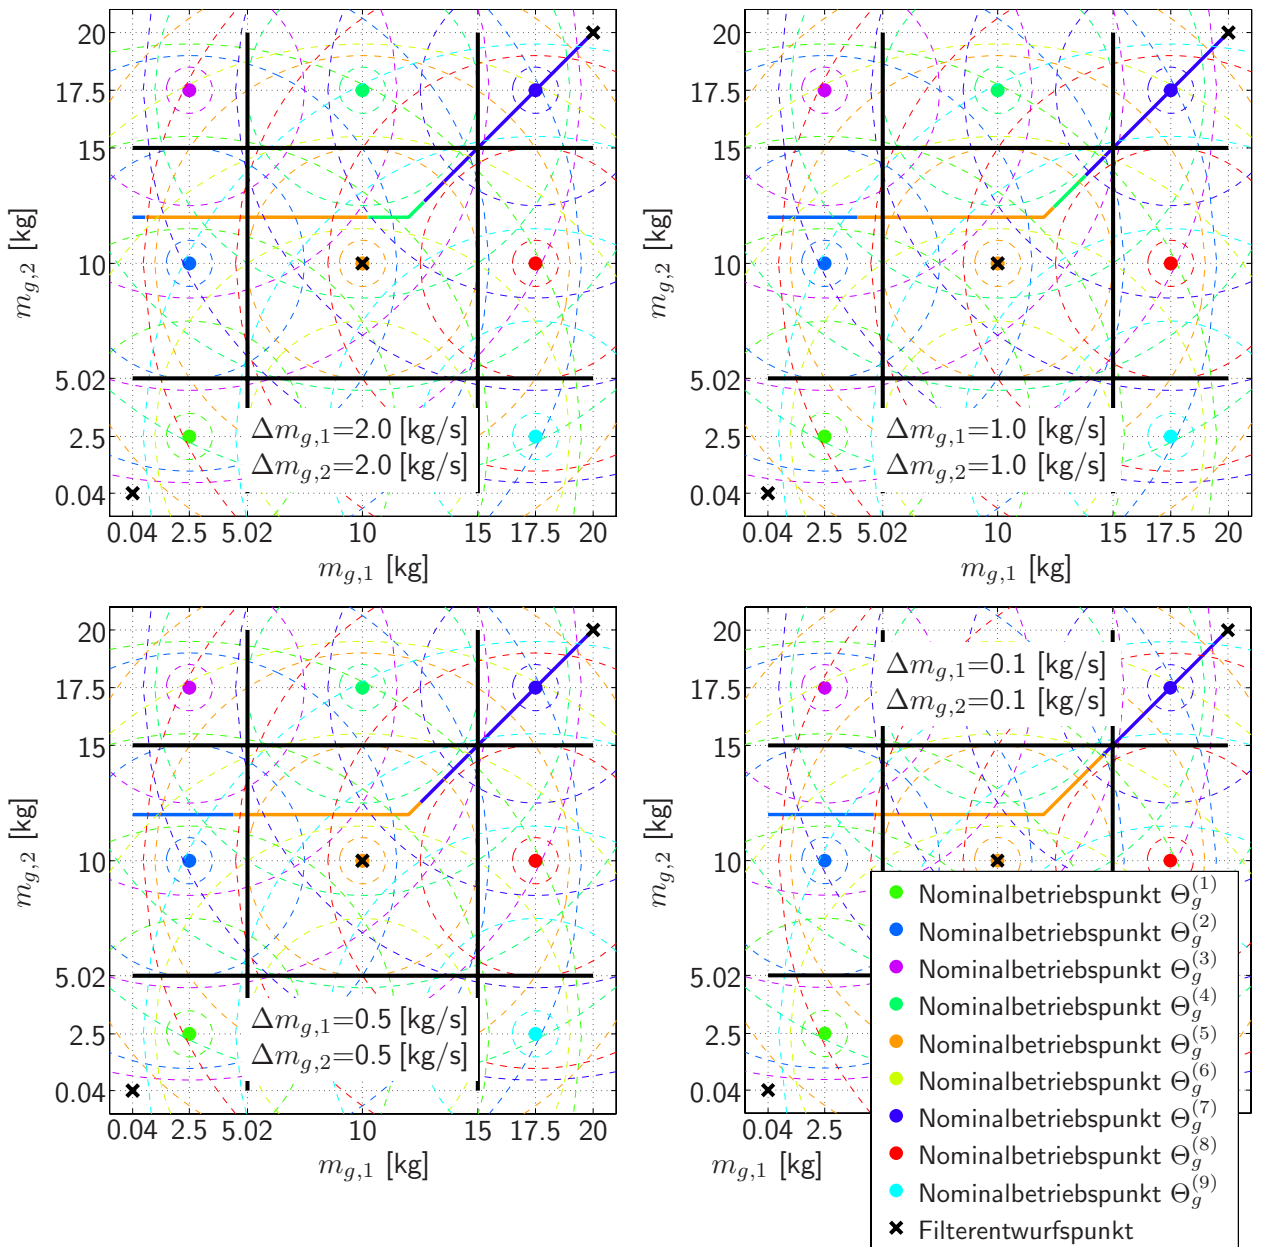 20
17.5
15
10
5.02
2.5
0.04
m_{g,2} [kg]
Δm_{g,1}=2.0 [kg/s]
Δm_{g,2}=2.0 [kg/s]
0.04 2.5 5.02 10 15 17.5 20
m_{g,1} [kg]
20
17.5
15
10
5.02
2.5
0.04
m_{g,2} [kg]
Δm_{g,1}=1.0 [kg/s]
Δm_{g,2}=1.0 [kg/s]
0.04 2.5 5.02 10 15 17.5 20
m_{g,1} [kg]
20
17.5
15
10
5.02
2.5
0.04
m_{g,2} [kg]
Δm_{g,1}=0.5 [kg/s]
Δm_{g,2}=0.5 [kg/s]
0.04 2.5 5.02 10 15 17.5 20
m_{g,1} [kg]
20
17.5
15
10
5.02
2.5
0.04
m_{g,2} [kg]
Δm_{g,1}=0.1 [kg/s]
Δm_{g,2}=0.1 [kg/s]
0.04 2.5
m_{g,1} [kg]
Nominalbetriebspunkt Θ_g^{(1)}
Nominalbetriebspunkt Θ_g^{(2)}
Nominalbetriebspunkt Θ_g^{(3)}
Nominalbetriebspunkt Θ_g^{(4)}
Nominalbetriebspunkt Θ_g^{(5)}
Nominalbetriebspunkt Θ_g^{(6)}
Nominalbetriebspunkt Θ_g^{(7)}
Nominalbetriebspunkt Θ_g^{(8)}
Nominalbetriebspunkt Θ_g^{(9)}
Filterentwurfspunkt